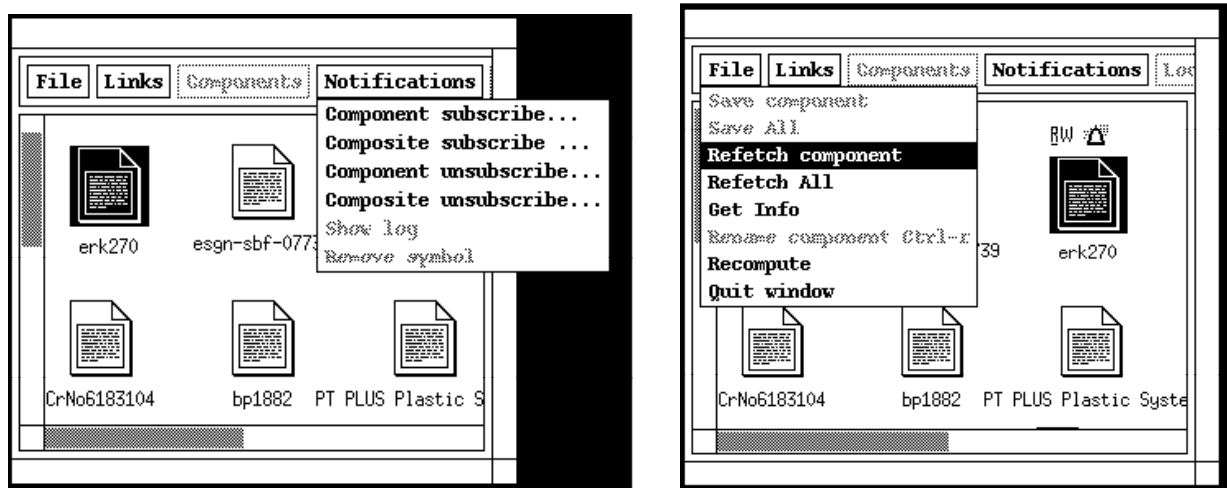 File Links Components Notifications
Component subscribe...
Composite subscribe ...
Component unsubscribe...
Composite unsubscribe...
Show log
Remove symbol
erk270 esgn-sbf-0773
CrNo6183104 bp1882 PT PLUS Plastic S
File Links Components Notifications Loc
Save component
Save All
Refetch component
Refetch All
Get Info
Rename component Ctrl-r
Recompute
Quit window
RW
39 erk270
CrNo6183104 bp1882 PT PLUS Plastic Syste